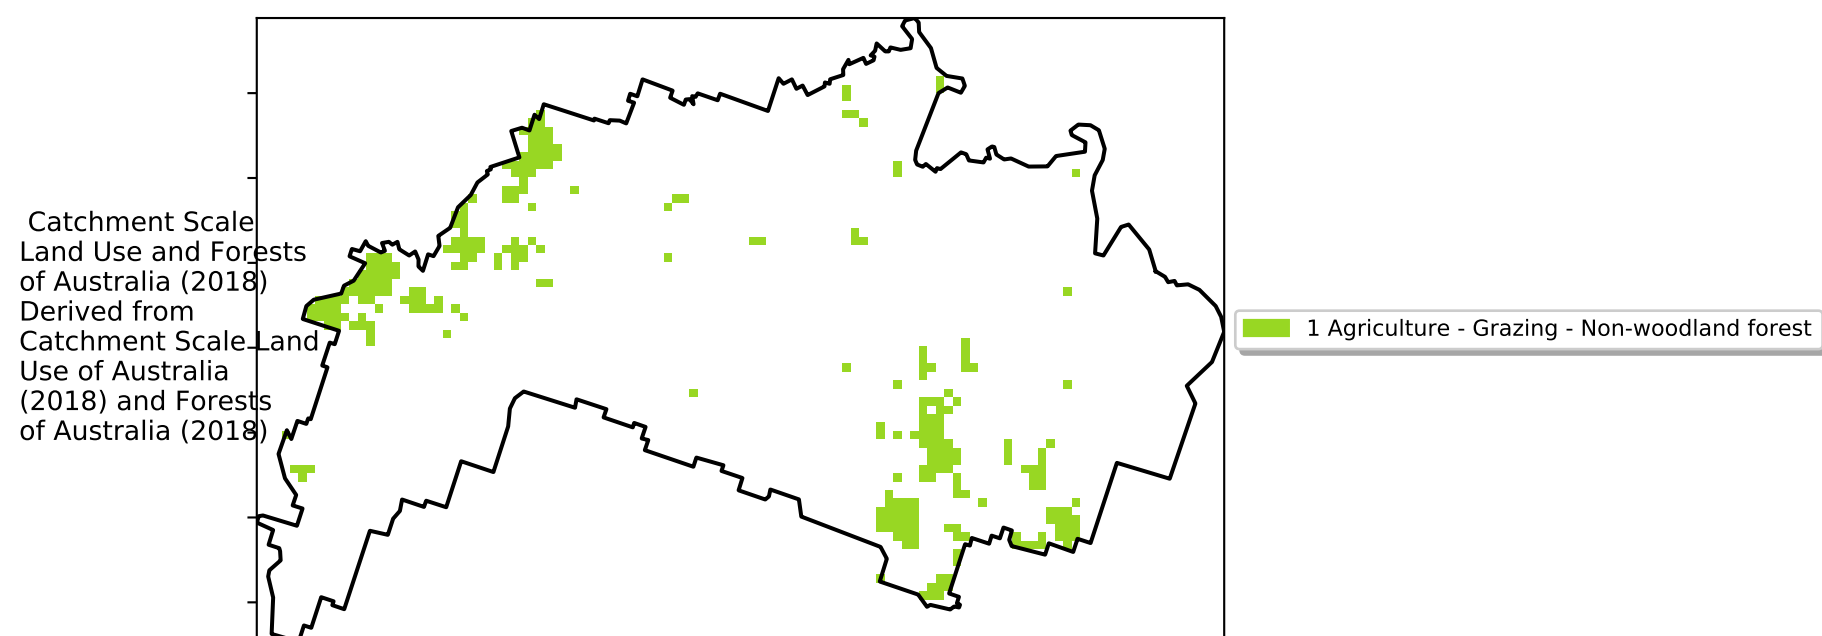 Catchment Scale
Land Use and Forests
of Australia (2018)
Derived from
Catchment Scale Land
Use of Australia
(2018) and Forests
of Australia (2018)
1 Agriculture - Grazing - Non-woodland forest